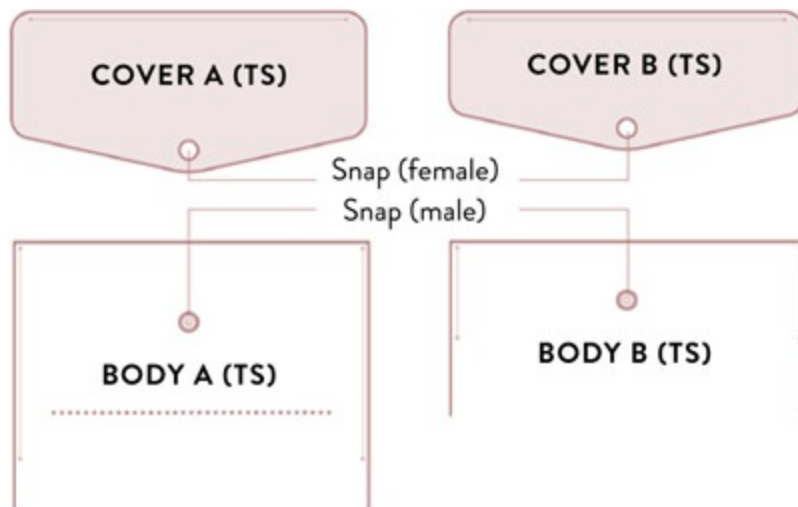 COVER A (TS)
COVER B (TS)
Snap (female)
Snap (male)
BODY A (TS)
BODY B (TS)